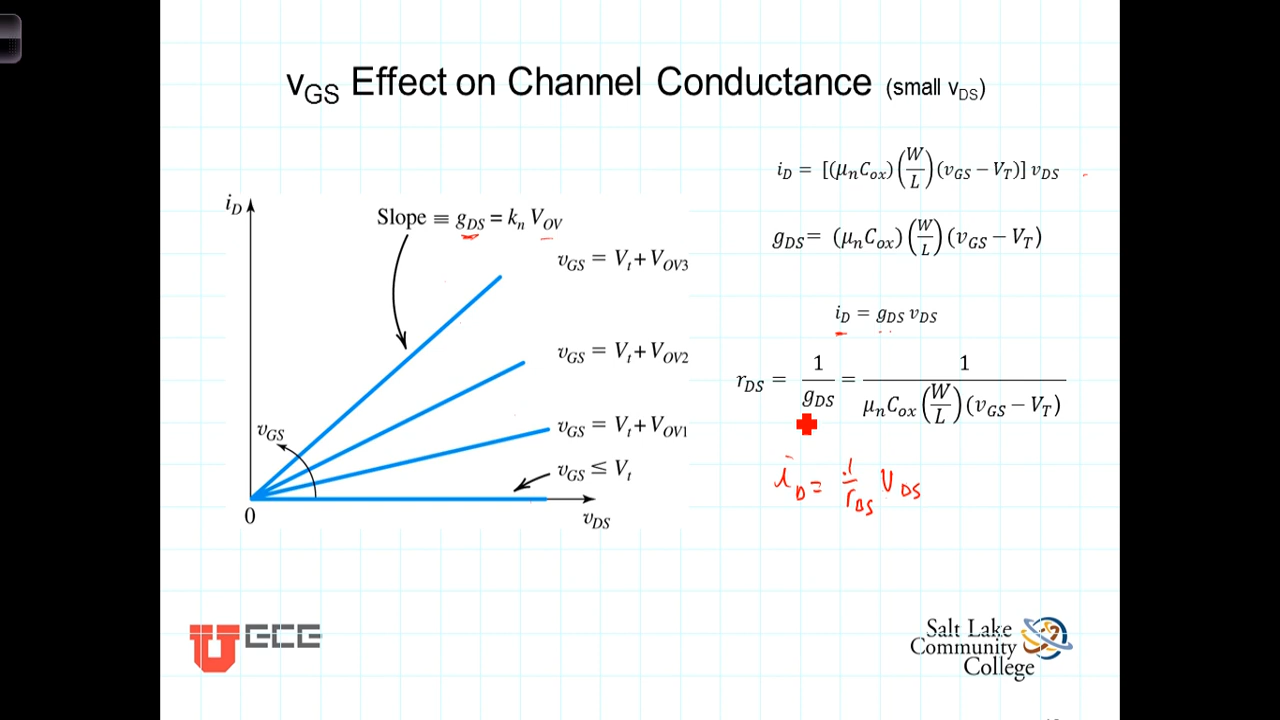 vGS Effect on Channel Conductance (small vDS)
iD = [(μnCox)(W/L)(vGS − VT)] vDS
gDS= (μnCox)(W/L)(vGS − VT)
iD = gDS vDS
rDS = 1/gDS = 1/(μnCox(W/L)(vGS − VT))
iD = 1/rDS vDS
iD
Slope ≡ gDS = kn VOV
vGS = Vt + VOV3
vGS = Vt + VOV2
vGS = Vt + VOV1
vGS
vGS ≤ Vt
0
vDS
U ECE
Salt Lake
Community
College